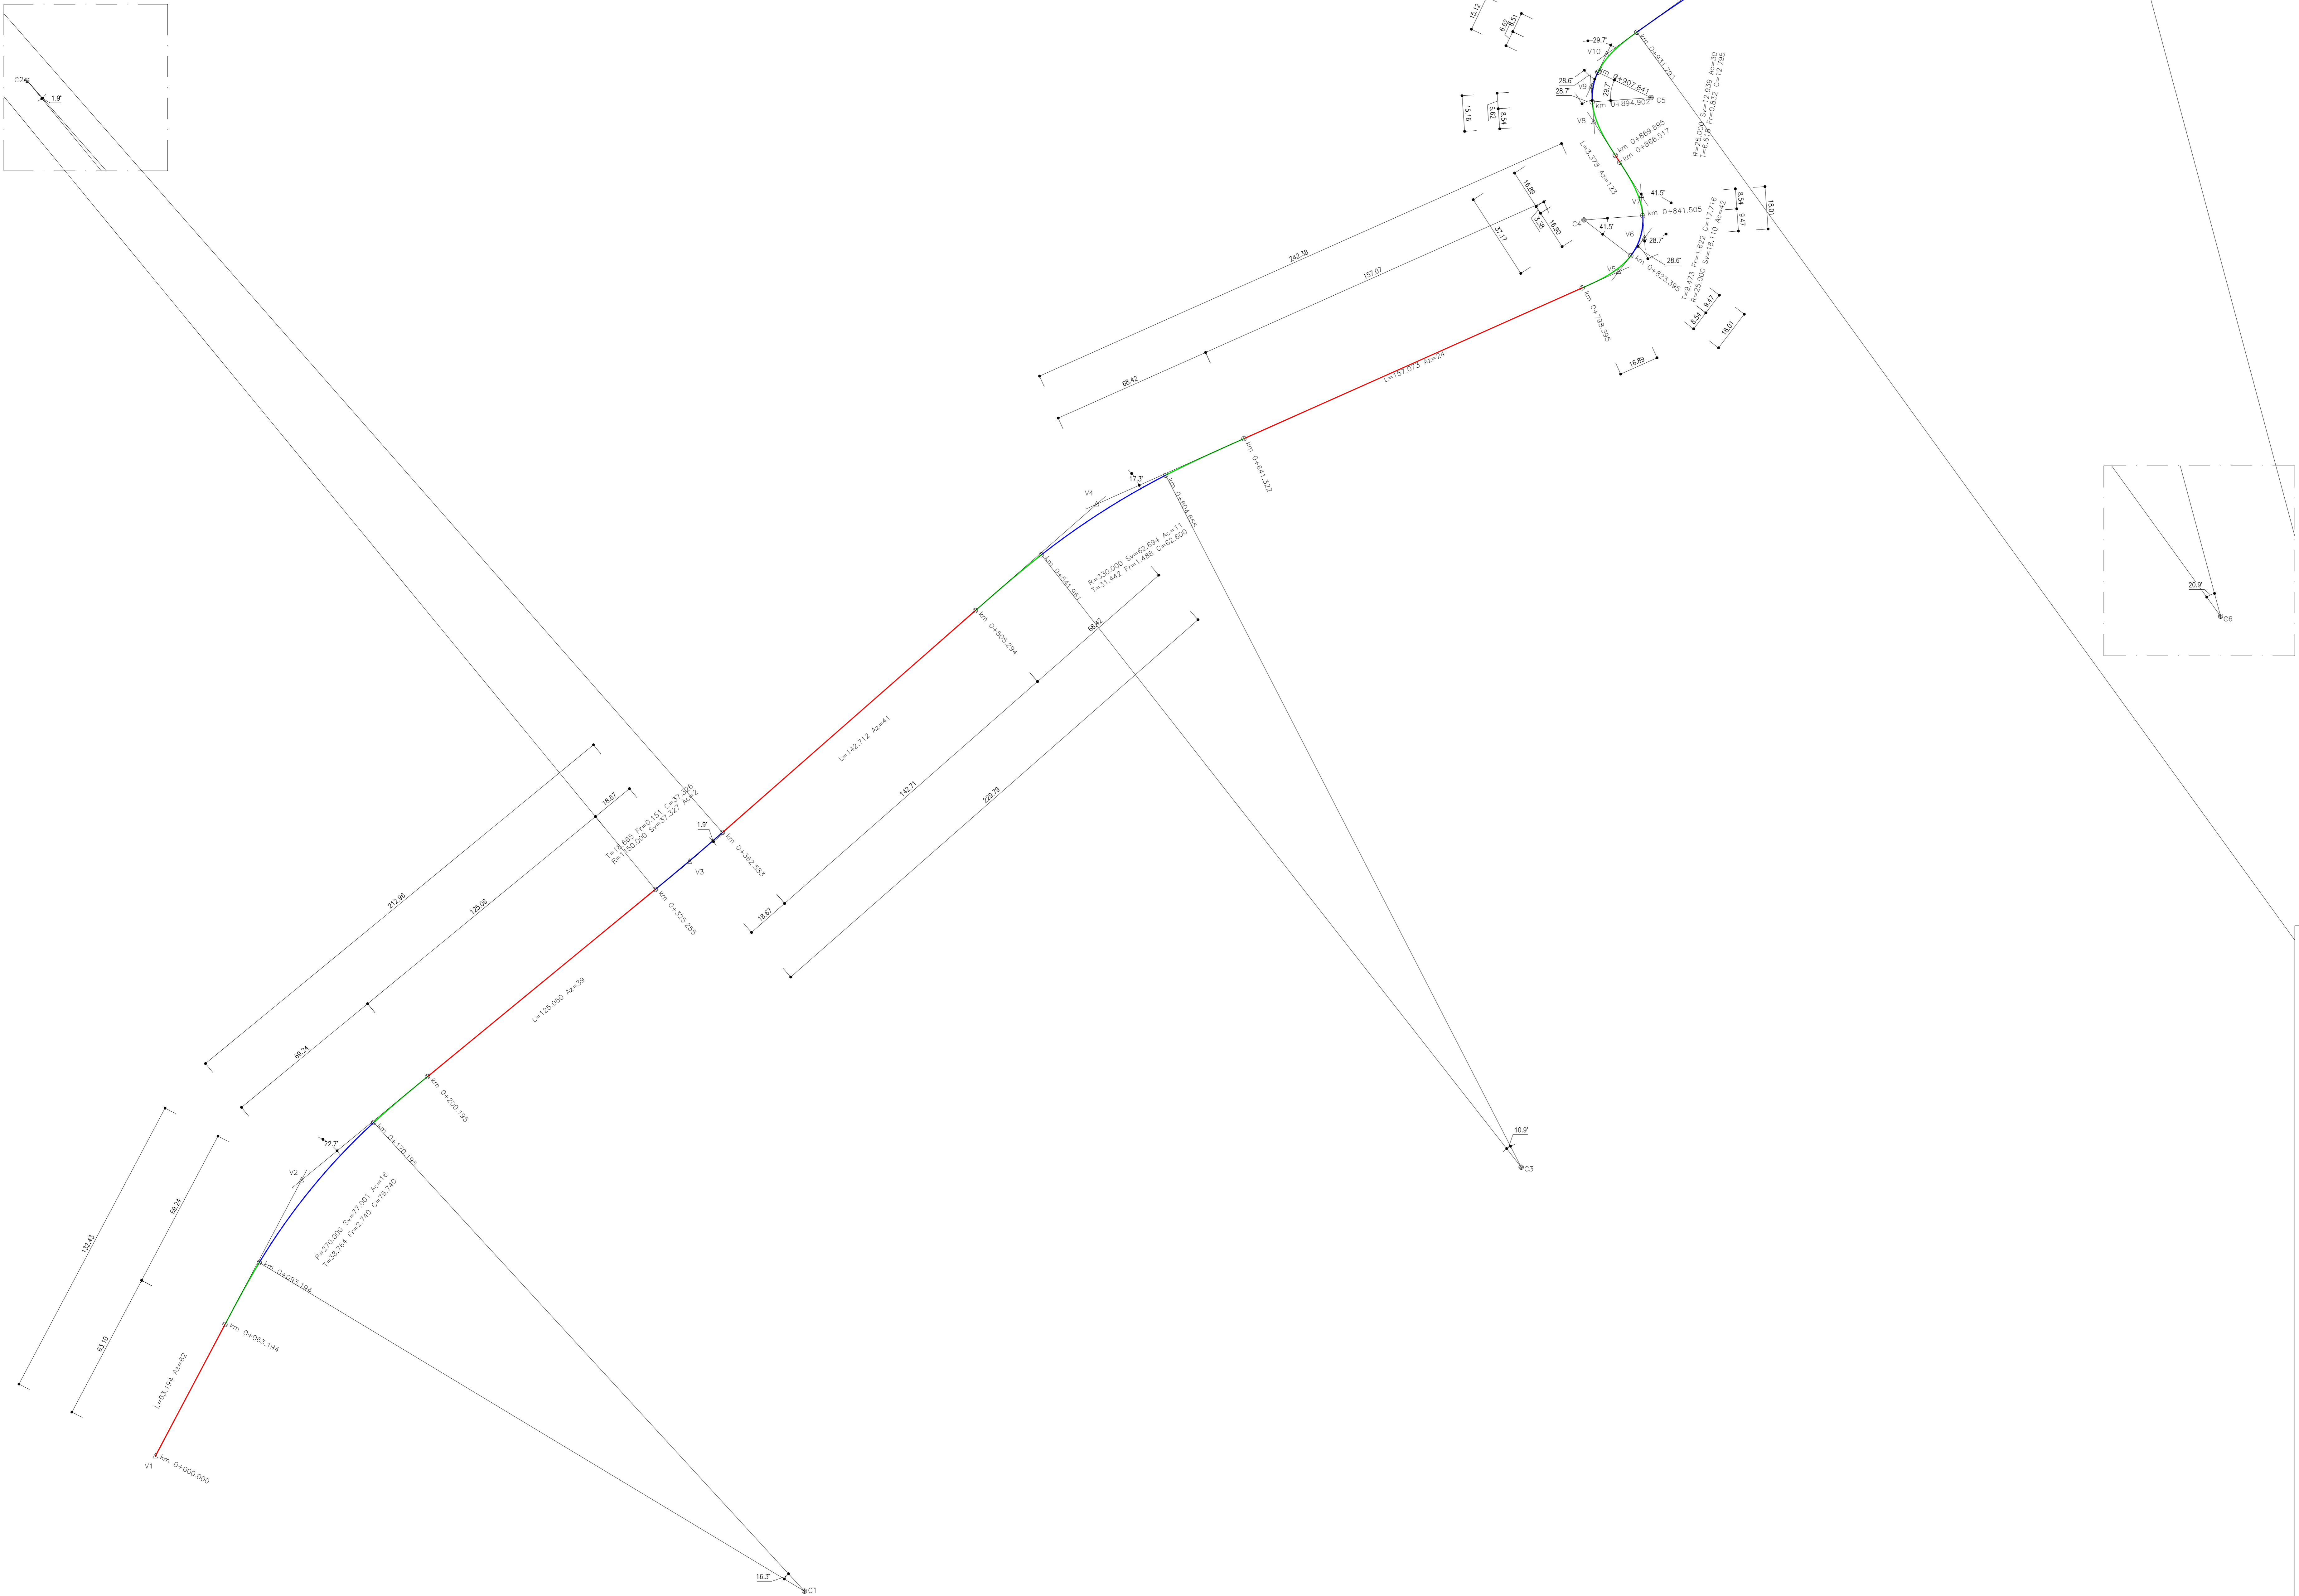 15.12
6.62
8.51
29.7°
V10
km 0+931.793
C2
1.9°
28.6°
V9
km 0+907.841
29.7°
28.7°
C5
km 0+894.902
15.16
6.62
8.54
V8
R=25.000 Sv=12.939 Ac=30
T=6.618 Fr=0.832 C=12.795
km 0+869.895
km 0+866.517
L=3.378 Az=123
16.89
41.5°
V7
8.54
9.47
18.01
km 0+841.505
C4
41.5°
V6
28.7°
3.38
16.90
37.17
242.38
157.07
28.6°
V5
km 0+823.395
T=9.473 Fr=1.622 C=17.716
R=25.000 Sv=18.110 Ac=42
km 0+798.395
9.47
8.54
18.01
16.89
68.42
L=157.073 Az=24
km 0+641.322
17.3°
V4
km 0+604.655
R=330.000 Sv=62.694 Ac=11
T=31.442 Fr=1.488 C=62.600
km 0+541.961
20.9°
C6
km 0+505.294
68.42
L=142.712 Az=41
142.71
229.79
18.67
T=18.665 Fr=0.151 C=37.326
R=1150.000 Sv=37.327 Ac=2
1.9°
km 0+362.583
V3
km 0+325.255
18.67
212.96
125.06
L=125.060 Az=39
69.24
km 0+200.195
22.7°
km 0+170.195
V2
10.9°
C3
R=270.000 Sv=77.001 Ac=16
T=38.764 Fr=2.740 C=76.740
69.24
132.43
km 0+093.194
63.19
km 0+063.194
L=63.194 Az=62
V1
km 0+000.000
16.3°
C1